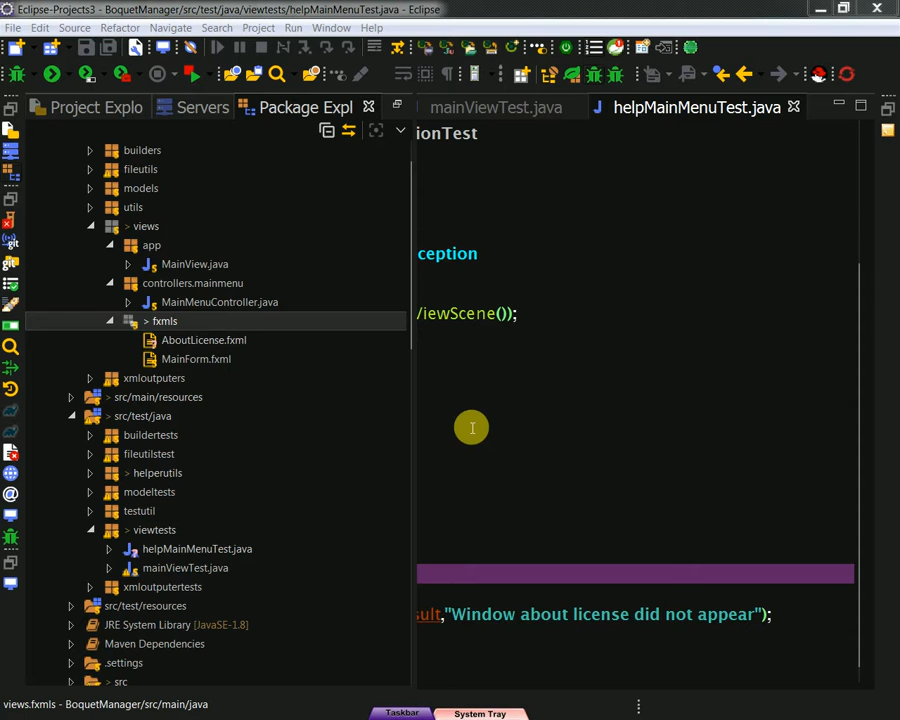 Eclipse-Projects3 - BoquetManager/src/test/java/viewtests/helpMainMenuTest.java - Eclipse
File Edit Source Refactor Navigate Search Project Run Window Help
Project Explo Servers Package Expl mainViewTest.java helpMainMenuTest.java
builders
fileutils
models
utils
> views
app
MainView.java
controllers.mainmenu
MainMenuController.java
> fxmls
AboutLicense.fxml
MainForm.fxml
xmloutputers
> src/main/resources
> src/test/java
buildertests
fileutilstest
> helperutils
modeltests
testutil
> viewtests
helpMainMenuTest.java
mainViewTest.java
xmloutputertests
src/test/resources
JRE System Library [JavaSE-1.8]
Maven Dependencies
.settings
> src
ionTest
ception
/iewScene());
sult,"Window about license did not appear");
views.fxmls - BoquetManager/src/main/java
Taskbar System Tray